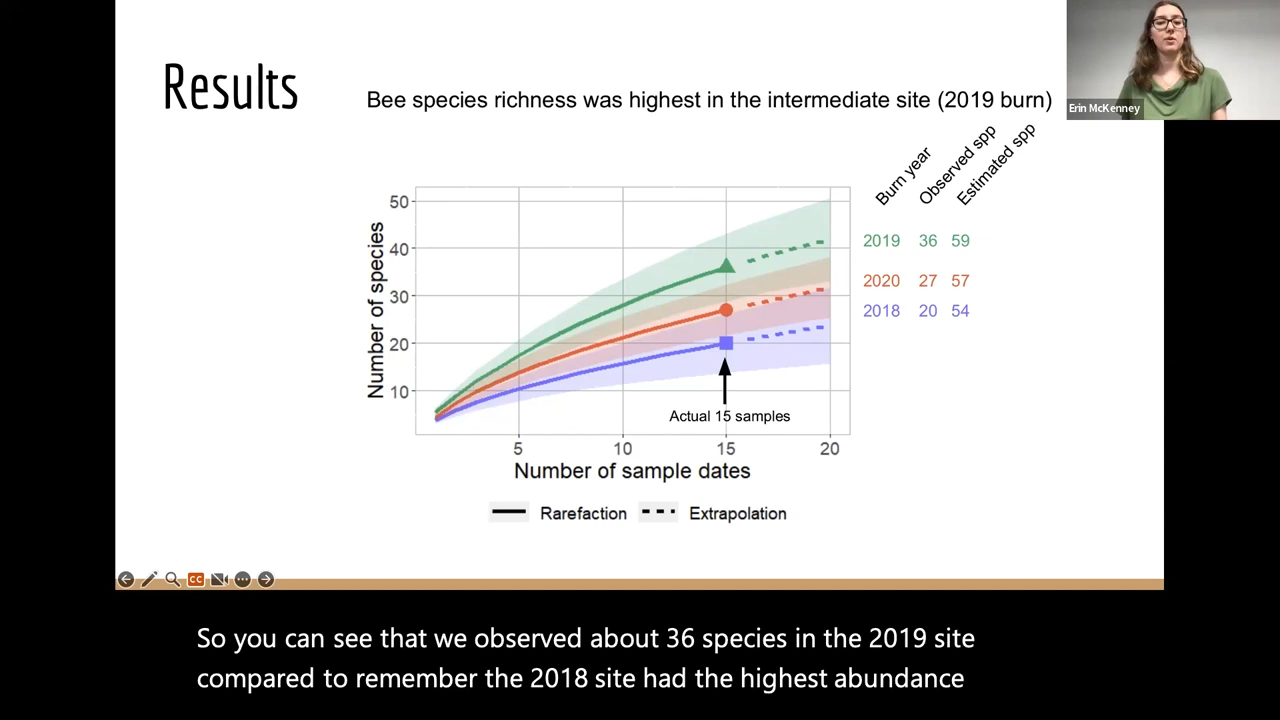 Results
Bee species richness was highest in the intermediate site (2019 burn)
Erin McKenney
Burn year
Observed spp
Estimated spp
2019 36 59
2020 27 57
2018 20 54
Number of species
50
40
30
20
10
Actual 15 samples
5 10 15 20
Number of sample dates
Rarefaction Extrapolation
CC
So you can see that we observed about 36 species in the 2019 site
compared to remember the 2018 site had the highest abundance